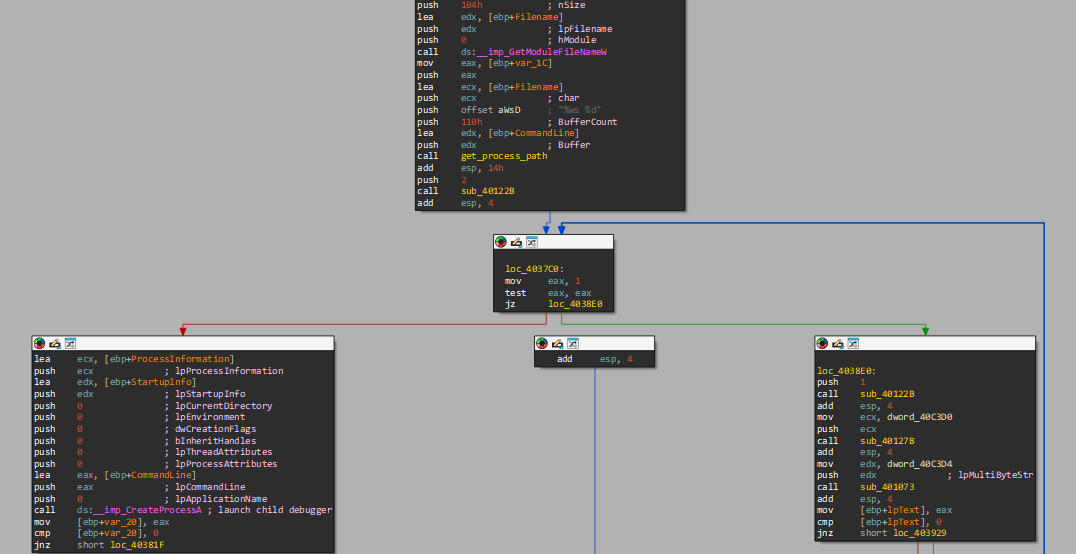 push 104h ; nSize
lea edx, [ebp+Filename]
push edx ; lpFilename
push 0 ; hModule
call ds:__imp_GetModuleFileNameW
mov eax, [ebp+var_1C]
push eax
lea ecx, [ebp+Filename]
push ecx ; char
push offset aWsD ; "%ws %d"
push 110h ; BufferCount
lea edx, [ebp+CommandLine]
push edx ; Buffer
call get_process_path
add esp, 14h
push 2
call sub_40122B
add esp, 4
loc_4037C0:
mov eax, 1
test eax, eax
jz loc_4038E0
lea ecx, [ebp+ProcessInformation]
push ecx ; lpProcessInformation
lea edx, [ebp+StartupInfo]
push edx ; lpStartupInfo
push 0 ; lpCurrentDirectory
push 0 ; lpEnvironment
push 0 ; dwCreationFlags
push 0 ; bInheritHandles
push 0 ; lpThreadAttributes
push 0 ; lpProcessAttributes
lea eax, [ebp+CommandLine]
push eax ; lpCommandLine
push 0 ; lpApplicationName
call ds:__imp_CreateProcessA ; launch child debugger
mov [ebp+var_20], eax
cmp [ebp+var_20], 0
jnz short loc_40381F
add esp, 4
loc_4038E0:
push 1
call sub_40122B
add esp, 4
mov ecx, dword_40C3D0
push ecx
call sub_40127B
add esp, 4
mov edx, dword_40C3D4
push edx ; lpMultiByteStr
call sub_401073
add esp, 4
mov [ebp+lpText], eax
cmp [ebp+lpText], 0
jnz short loc_403929